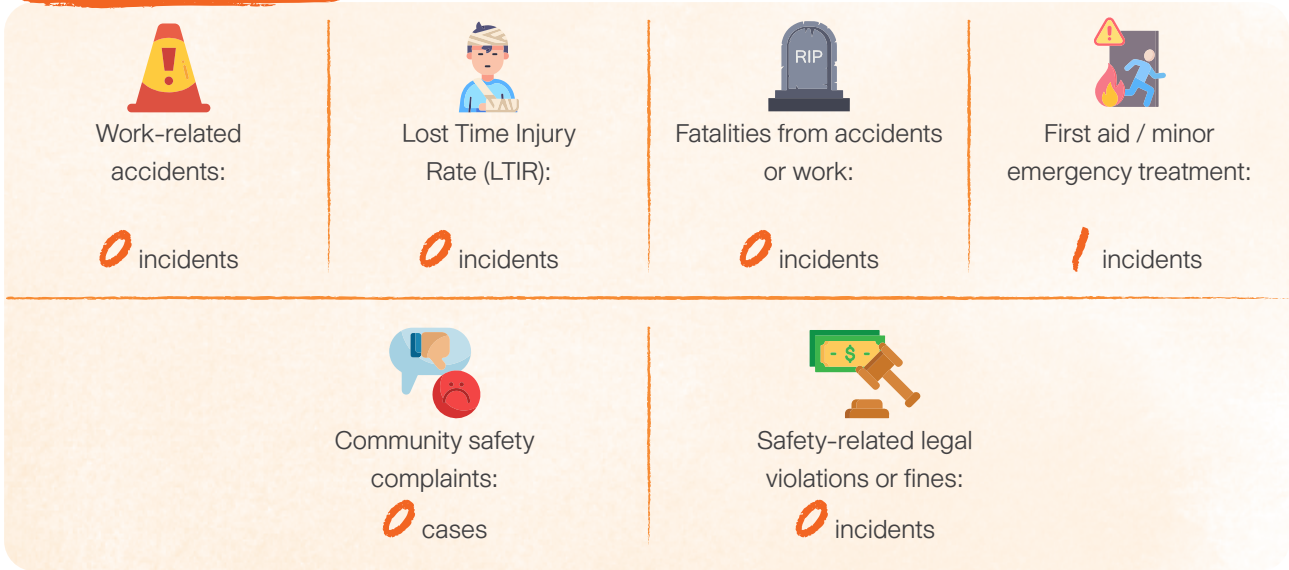 RIP
Work-related
accidents:
0 incidents
Lost Time Injury
Rate (LTIR):
0 incidents
Fatalities from accidents
or work:
0 incidents
First aid / minor
emergency treatment:
1 incidents
Community safety
complaints:
0 cases
$
Safety-related legal
violations or fines:
0 incidents